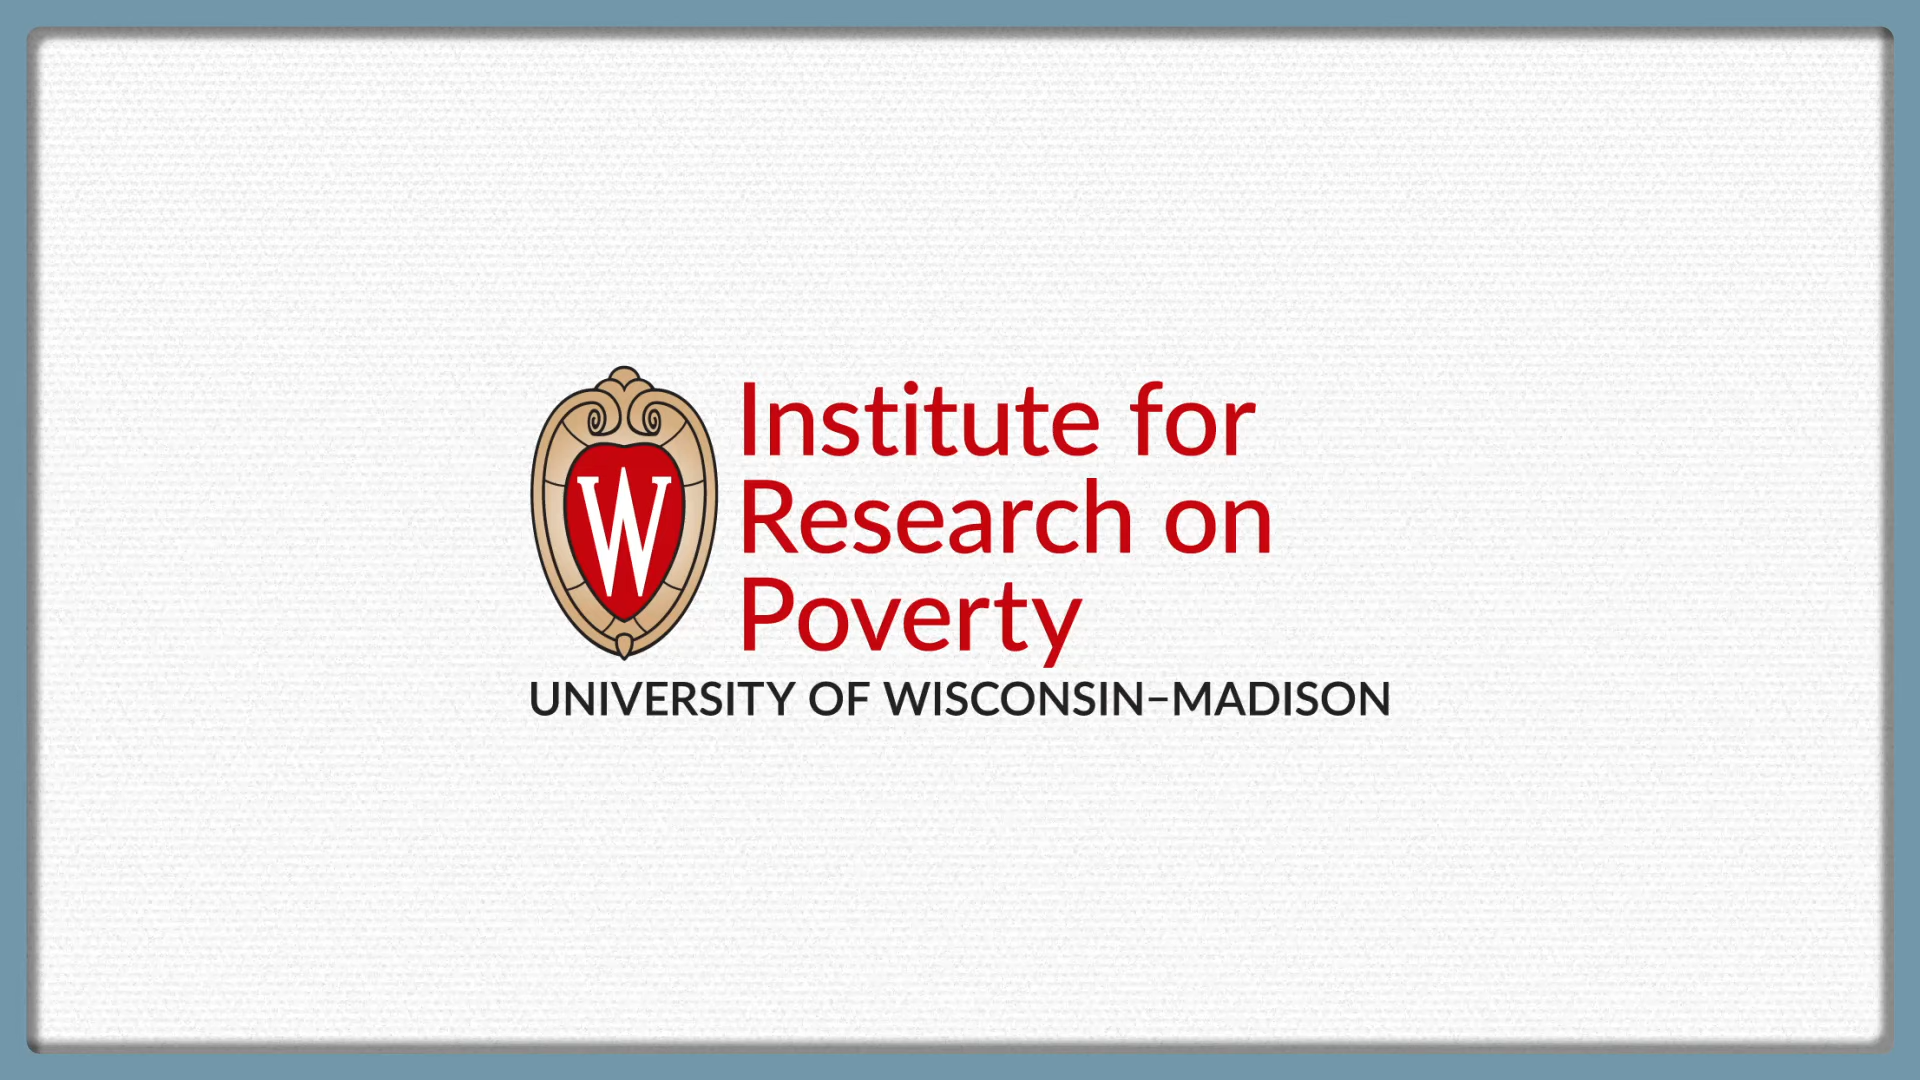 W
Institute for
Research on
Poverty
UNIVERSITY OF WISCONSIN–MADISON